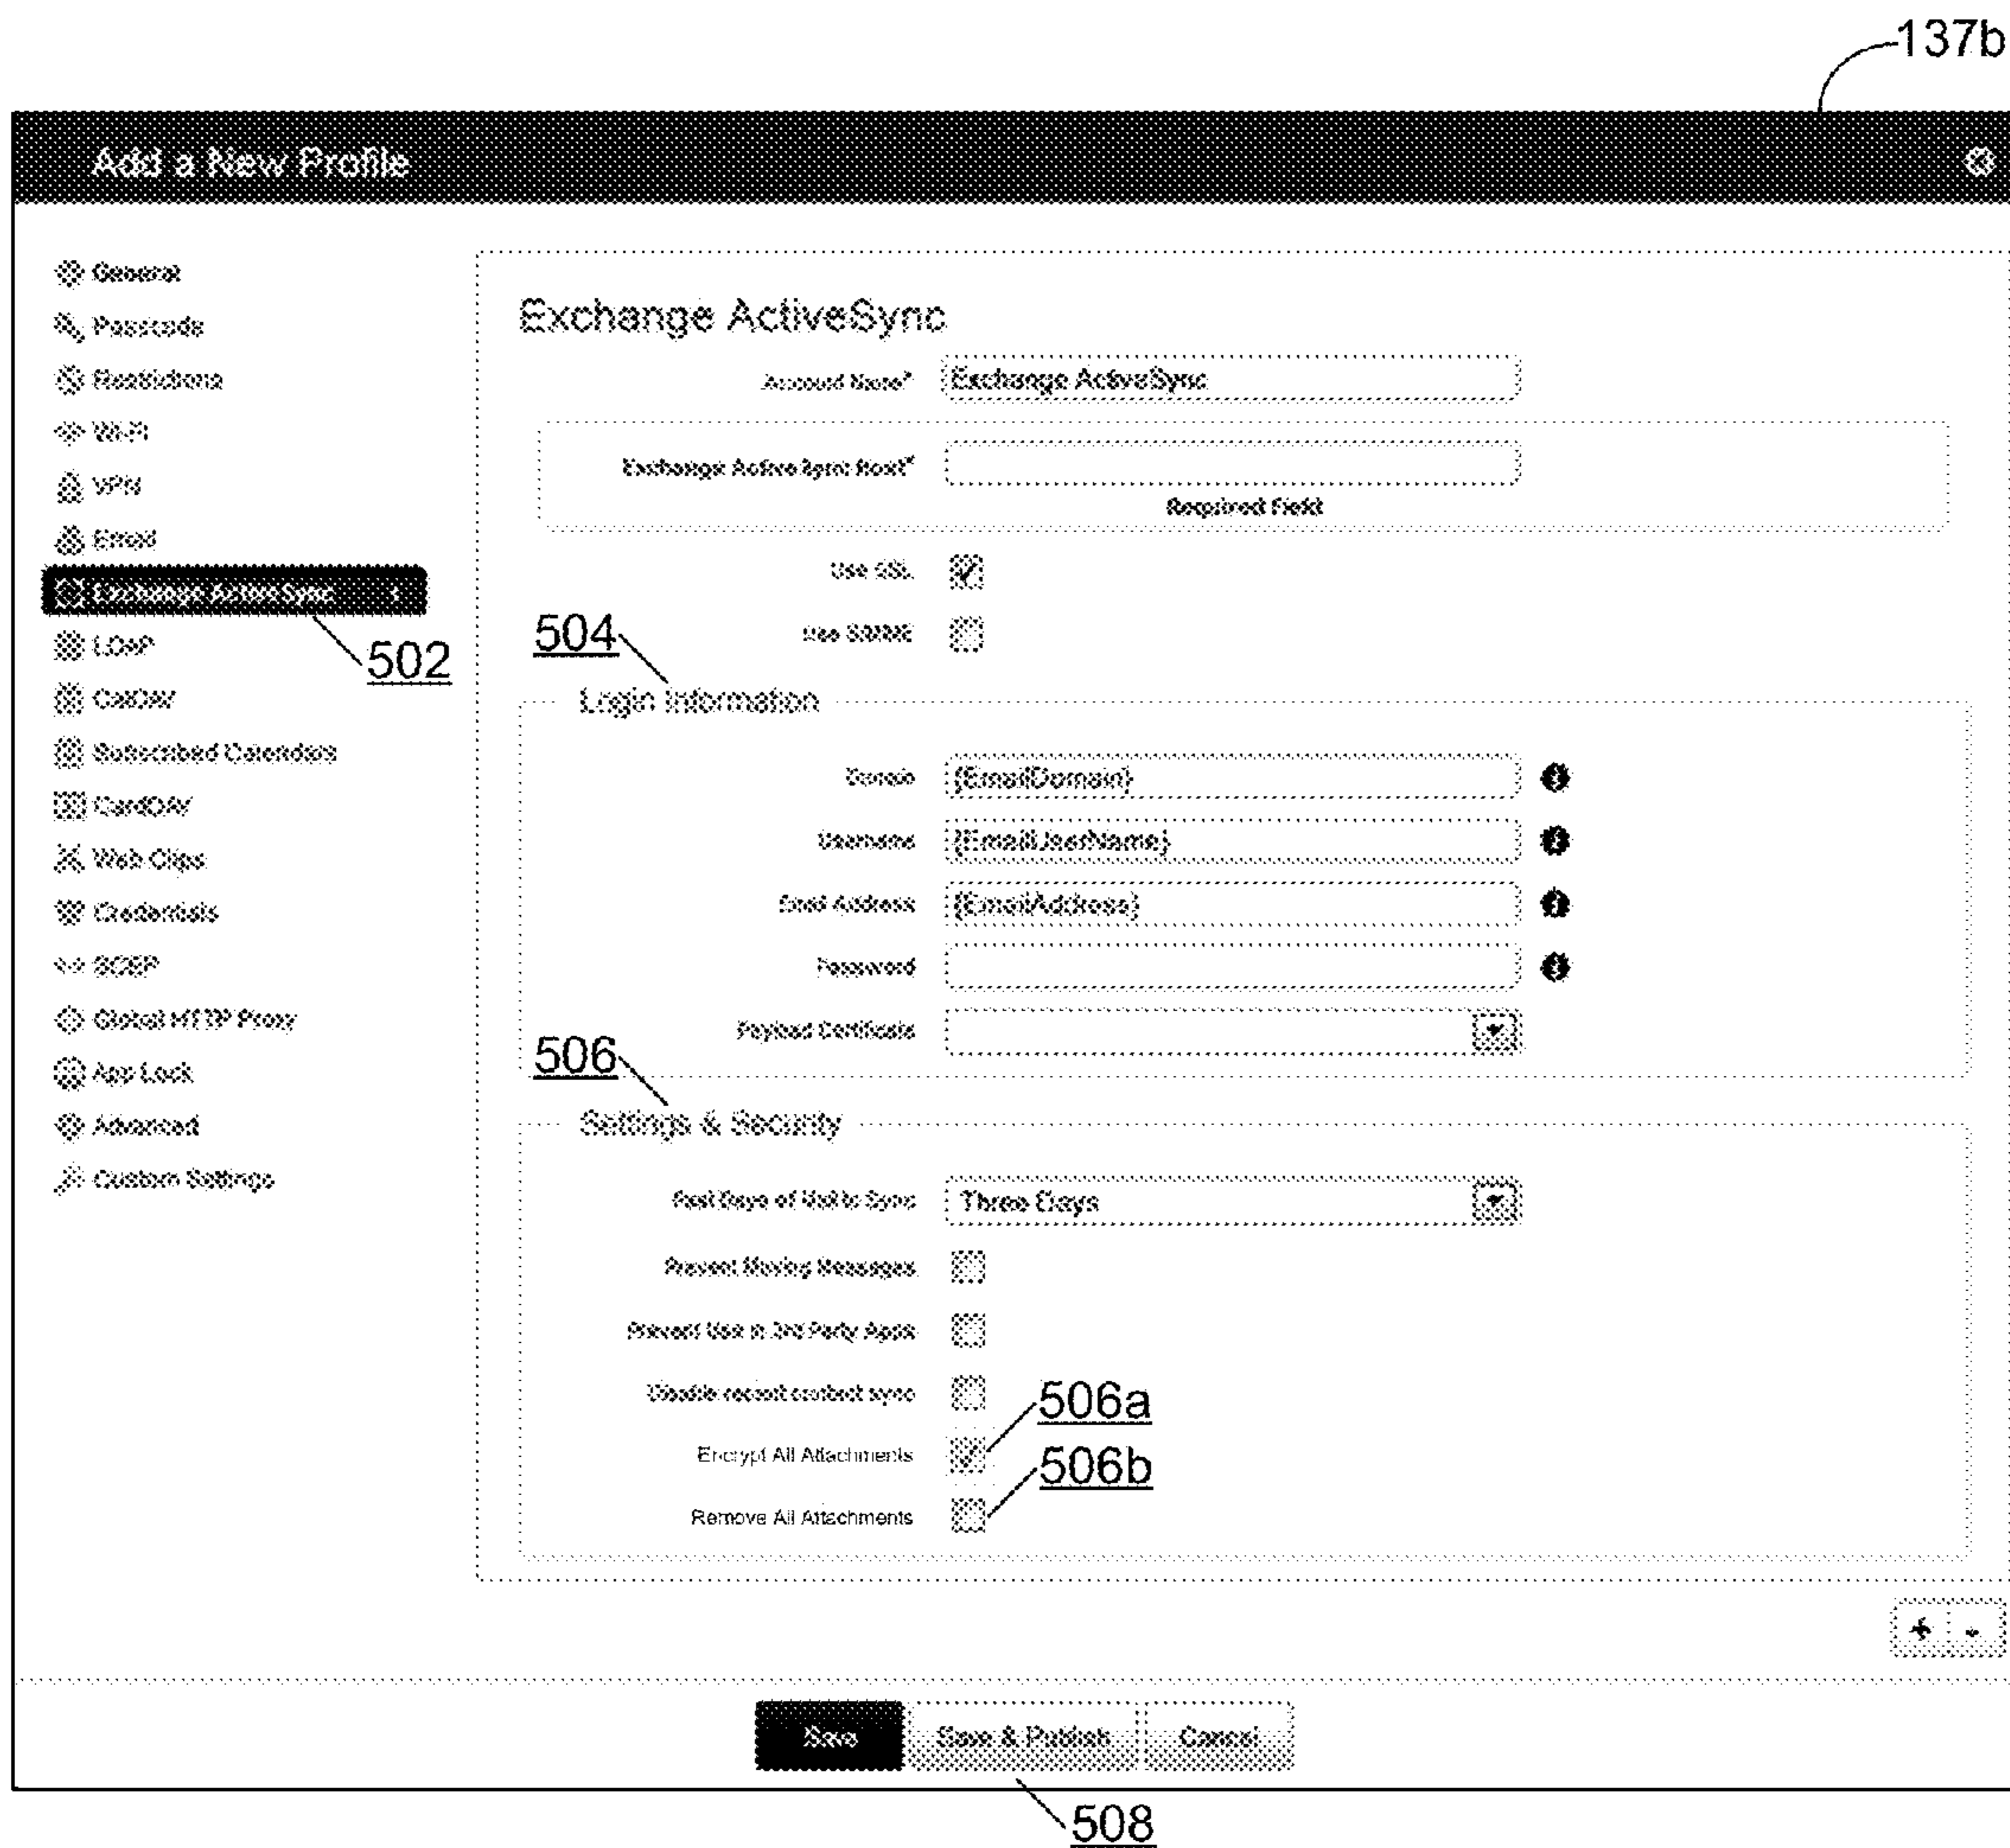 137b
Add a New Profile
General
Passcode
Restrictions
Wi-Fi
VPN
Email
Exchange ActiveSync 1
502
LDAP
CalDAV
Subscribed Calendars
CardDAV
Web Clips
Credentials
SCEP
Global HTTP Proxy
App Lock
Advanced
Custom Settings
Exchange ActiveSync
Account Name* Exchange ActiveSync
Exchange ActiveSync Host*
Required Field
Use SSL
Use S/MIME
504
Login Information
Domain {EmailDomain}
Username {EmailUserName}
Email Address {EmailAddress}
Password
Payload Certificate
506
Settings & Security
Past Days of Mail to Sync Three Days
Prevent Moving Messages
Prevent Use in 3rd Party Apps
Disable recent contact sync
Encrypt All Attachments 506a
Remove All Attachments 506b
+ -
Save Save & Publish Cancel
508